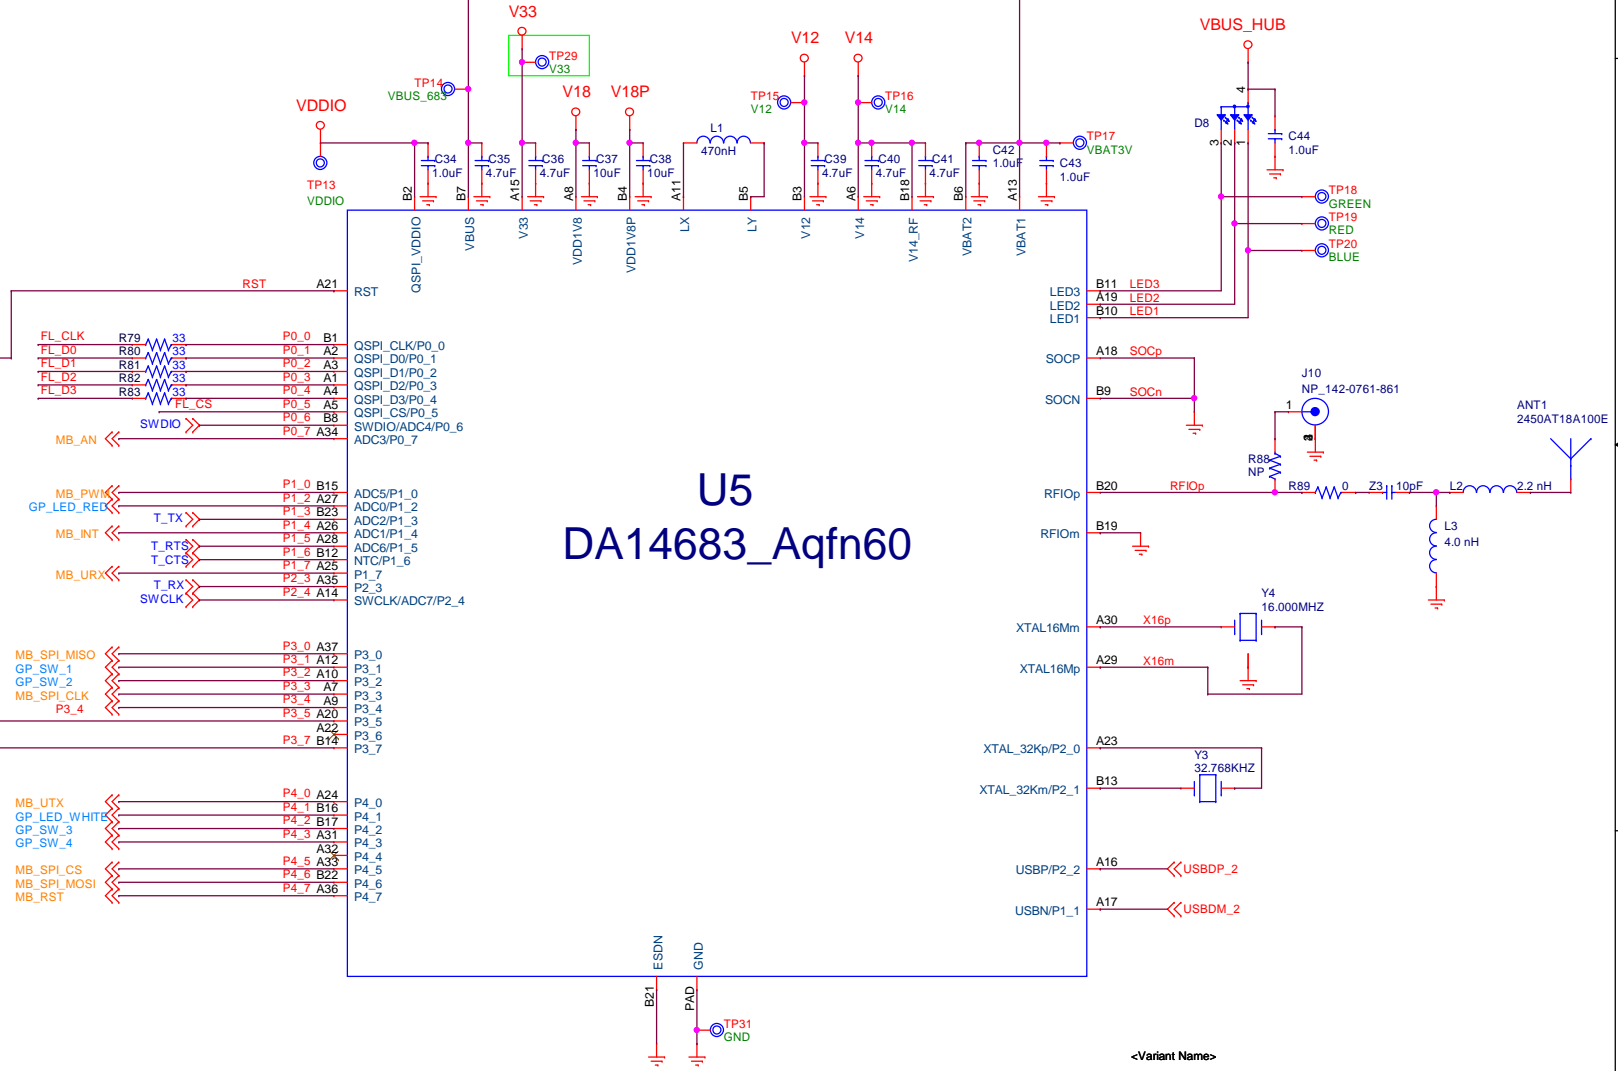 V33
VBUS_HUB
V12 V14
TP29
V33
TP14
VBUS_683
V18 V18P
TP15
V12
TP16
V14
VDDIO
4
D8
3
2
1
C44
1.0uF
L1
470nH
TP17
VBAT3V
TP13
VDDIO
C34
1.0uF
C35
4.7uF
C36
4.7uF
C37
10uF
C38
10uF
C39
4.7uF
C40
4.7uF
C41
4.7uF
C42
1.0uF
C43
1.0uF
B2 B7 A15 A8 B4 A11 B5 B3 A6 B18 B6 A13
QSPI_VDDIO VBUS V33 VDD1V8 VDD1V8P LX LY V12 V14 V14_RF VBAT2 VBAT1
TP18
GREEN
TP19
RED
TP20
BLUE
RST A21 RST
LED3 B11 LED3
LED2 A19 LED2
LED1 B10 LED1
FL_CLK R79 33 P0_0 B1 QSPI_CLK/P0_0
FL_D0 R80 33 P0_1 A2 QSPI_D0/P0_1
FL_D1 R81 33 P0_2 A3 QSPI_D1/P0_2
FL_D2 R82 33 P0_3 A1 QSPI_D2/P0_3
FL_D3 R83 33 P0_4 A4 QSPI_D3/P0_4
FL_CS P0_5 A5 QSPI_CS/P0_5
SWDIO P0_6 B8 SWDIO/ADC4/P0_6
MB_AN P0_7 A34 ADC3/P0_7
SOCP A18 SOCp
SOCN B9 SOCn
J10
NP_142-0761-861
1
ANT1
2450AT18A100E
R88
NP
MB_PWM P1_0 B15 ADC5/P1_0
GP_LED_RED P1_2 A27 ADC0/P1_2
T_TX P1_3 B23 ADC2/P1_3
MB_INT P1_4 A26 ADC1/P1_4
T_RTS P1_5 A28 ADC6/P1_5
T_CTS P1_6 B12 NTC/P1_6
MB_URX P1_7 A25 P1_7
T_RX P2_3 A35 P2_3
SWCLK P2_4 A14 SWCLK/ADC7/P2_4
U5
DA14683_Aqfn60
RFIOp B20 RFIOp R89 0 Z3 10pF L2 2.2 nH
RFIOm B19
L3
4.0 nH
Y4
16.000MHZ
XTAL16Mm A30 X16p
XTAL16Mp A29 X16m
MB_SPI_MISO P3_0 A37 P3_0
GP_SW_1 P3_1 A12 P3_1
GP_SW_2 P3_2 A10 P3_2
MB_SPI_CLK P3_3 A7 P3_3
P3_4 P3_4 A9 P3_4
P3_5 A20 P3_5
A22 P3_6
P3_7 B14 P3_7
XTAL_32Kp/P2_0 A23
Y3
32.768KHZ
XTAL_32Km/P2_1 B13
MB_UTX P4_0 A24 P4_0
GP_LED_WHITE P4_1 B16 P4_1
GP_SW_3 P4_2 B17 P4_2
GP_SW_4 P4_3 A31 P4_3
A32 P4_4
MB_SPI_CS P4_5 A33 P4_5
MB_SPI_MOSI P4_6 B22 P4_6
MB_RST P4_7 A36 P4_7
USBP/P2_2 A16 USBDP_2
USBN/P1_1 A17 USBDM_2
ESDN GND
B21 PAD
TP31
GND
<Variant Name>